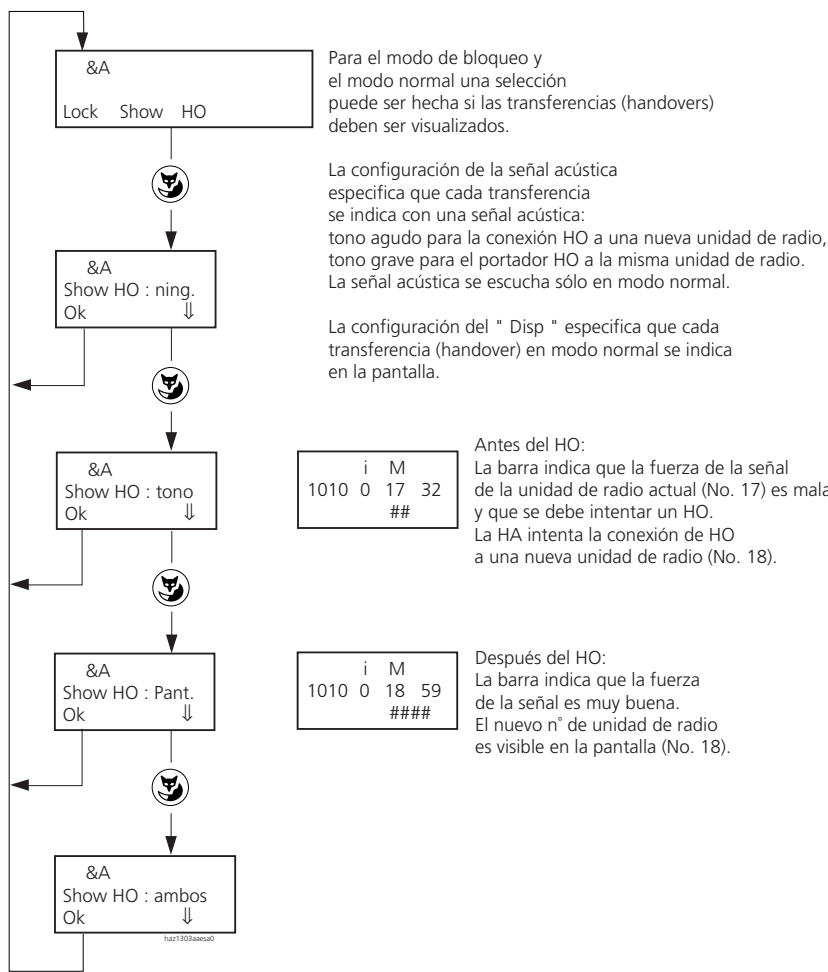 &A
Lock Show HO
Para el modo de bloqueo y
el modo normal una selección
puede ser hecha si las transferencias (handovers)
deben ser visualizados.
La configuración de la señal acústica
especifica que cada transferencia
se indica con una señal acústica:
tono agudo para la conexión HO a una nueva unidad de radio,
tono grave para el portador HO a la misma unidad de radio.
La señal acústica se escucha sólo en modo normal.
&A
Show HO : ning.
Ok ⇓
La configuración del " Disp " especifica que cada
transferencia (handover) en modo normal se indica
en la pantalla.
&A
Show HO : tono
Ok ⇓
i M
1010 0 17 32
##
Antes del HO:
La barra indica que la fuerza de la señal
de la unidad de radio actual (No. 17) es mala
y que se debe intentar un HO.
La HA intenta la conexión de HO
a una nueva unidad de radio (No. 18).
&A
Show HO : Pant.
Ok ⇓
i M
1010 0 18 59
####
Después del HO:
La barra indica que la fuerza
de la señal es muy buena.
El nuevo n° de unidad de radio
es visible en la pantalla (No. 18).
&A
Show HO : ambos
Ok ⇓
haz1303aaesa0